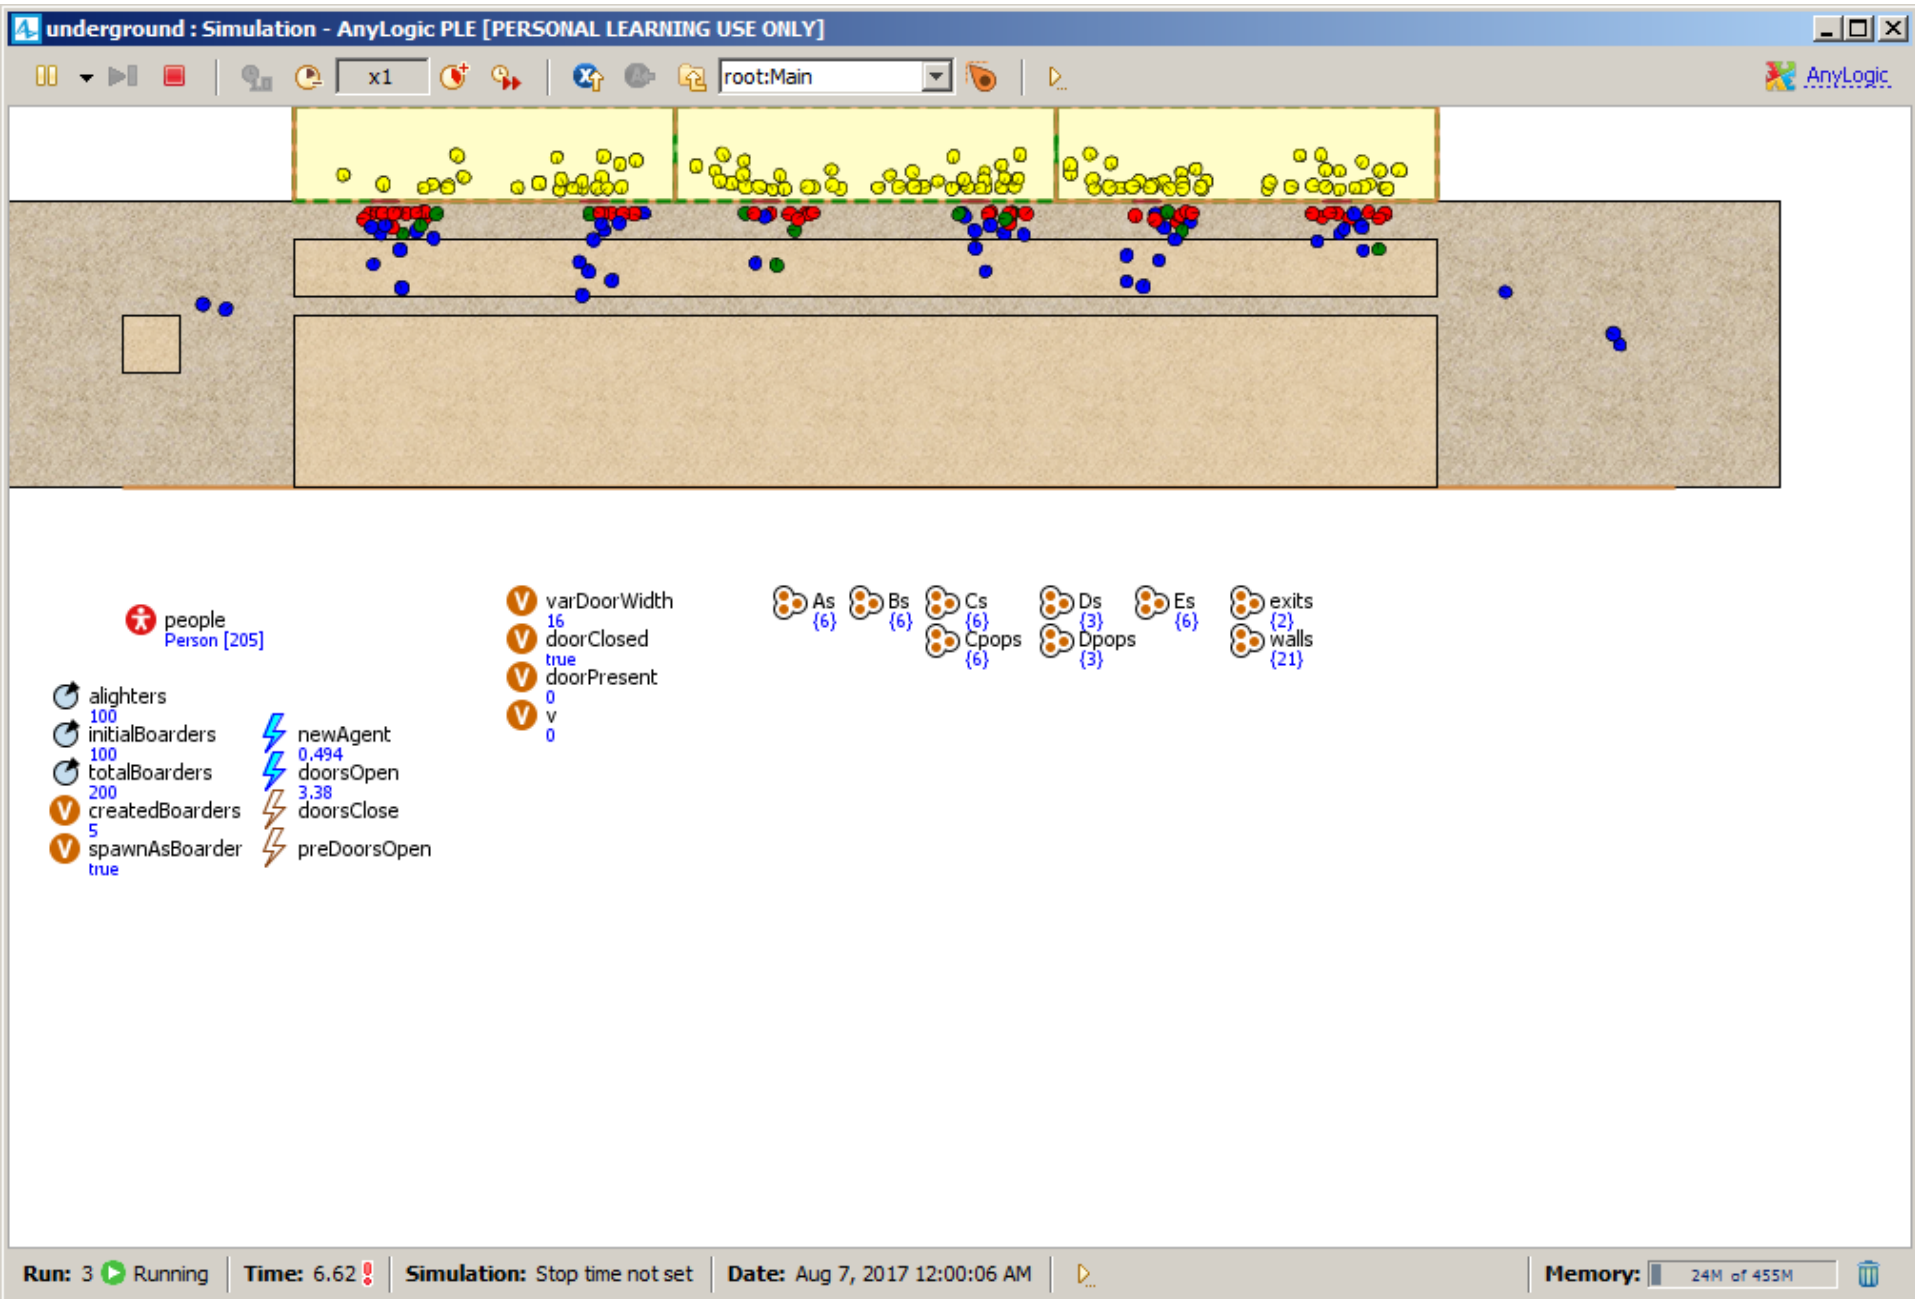 underground : Simulation - AnyLogic PLE [PERSONAL LEARNING USE ONLY]
x1 root:Main AnyLogic
people
Person [205]
alighters
100
initialBoarders
100
totalBoarders
200
createdBoarders
5
spawnAsBoarder
true
newAgent
0.494
doorsOpen
3.38
doorsClose
preDoorsOpen
V varDoorWidth
16
V doorClosed
true
V doorPresent
0
V v
0
As Bs Cs Ds Es exits
{6} {6} {6} {3} {6} {2}
Cpops Dpops walls
{6} {3} {21}
Run: 3 Running Time: 6.62 Simulation: Stop time not set Date: Aug 7, 2017 12:00:06 AM Memory: 24M of 455M